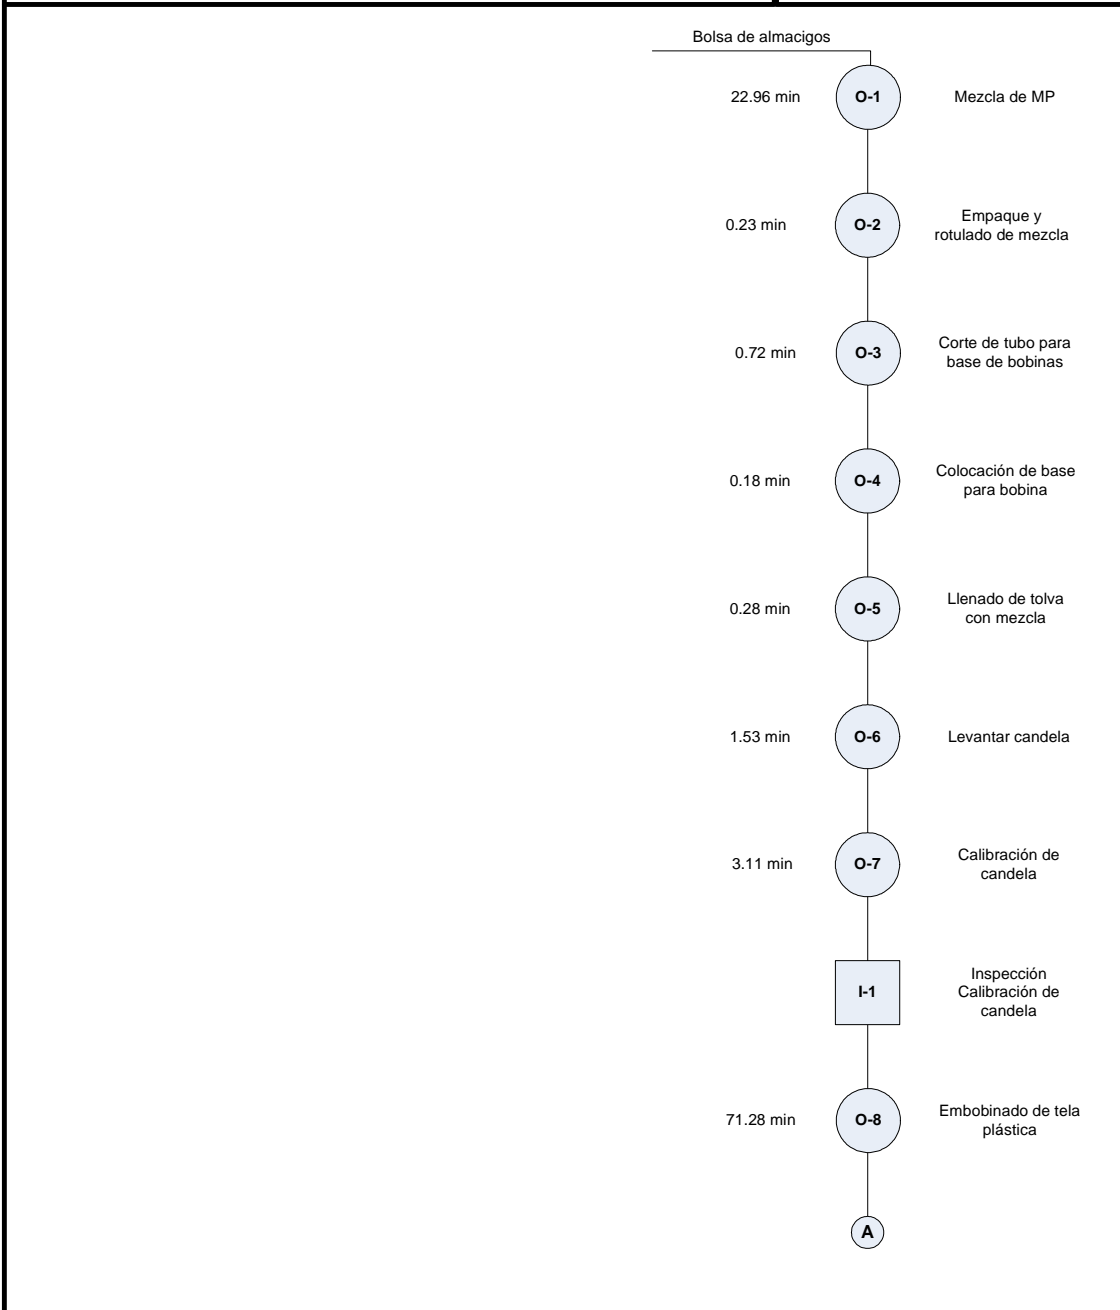 Bolsa de almacigos
22.96 min
O-1
Mezcla de MP
0.23 min
O-2
Empaque y
rotulado de mezcla
0.72 min
O-3
Corte de tubo para
base de bobinas
0.18 min
O-4
Colocación de base
para bobina
0.28 min
O-5
Llenado de tolva
con mezcla
1.53 min
O-6
Levantar candela
3.11 min
O-7
Calibración de
candela
I-1
Inspección
Calibración de
candela
71.28 min
O-8
Embobinado de tela
plástica
A